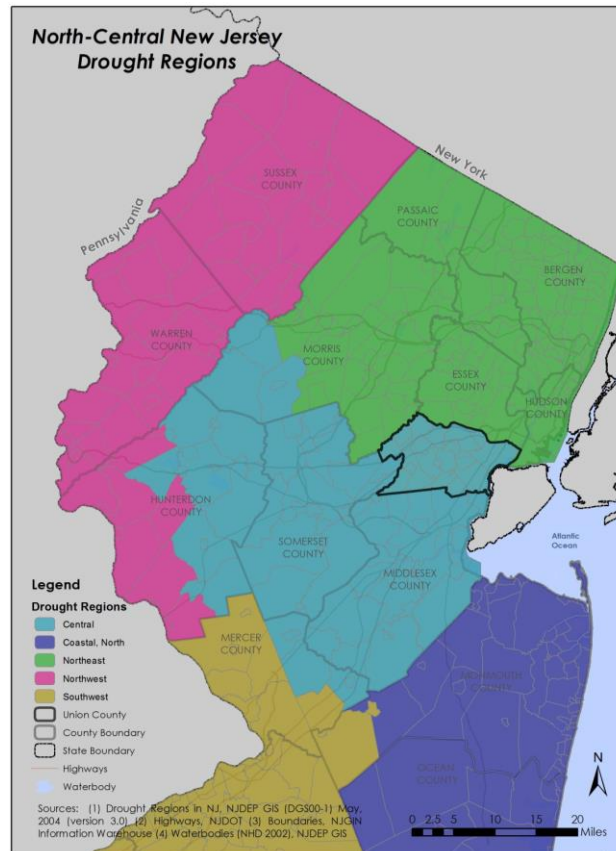 North-Central New Jersey
Drought Regions
New York
Pennsylvania
SUSSEX
COUNTY
PASSAIC
COUNTY
BERGEN
COUNTY
WARREN
COUNTY
MORRIS
COUNTY
ESSEX
COUNTY
HUDSON
COUNTY
HUNTERDON
COUNTY
SOMERSET
COUNTY
MIDDLESEX
COUNTY
Atlantic
Ocean
MERCER
COUNTY
MONMOUTH
COUNTY
OCEAN
COUNTY
Legend
Drought Regions
Central
Coastal, North
Northeast
Northwest
Southwest
Union County
County Boundary
State Boundary
Highways
Waterbody
N
0 2.5 5 10 15 20
Miles
Sources: (1) Drought Regions in NJ, NJDEP GIS (DGS00-1) May,
2004 (version 3.0) (2) Highways, NJDOT (3) Boundaries, NJGIN
Information Warehouse (4) Waterbodies (NHD 2002), NJDEP GIS